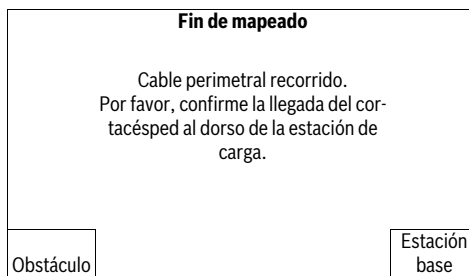 Fin de mapeado
Cable perimetral recorrido.
Por favor, confirme la llegada del cor-
tacésped al dorso de la estación de
carga.
Obstáculo
Estación
base